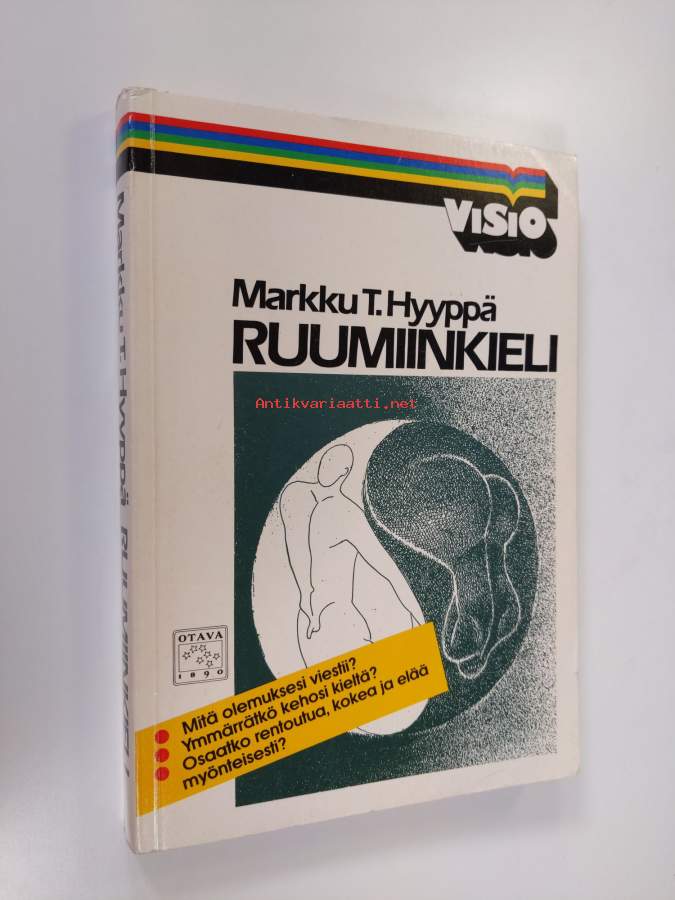 VISIO
Markku T. Hyyppä
RUUMIINKIELI
Antikvariaatti.net
OTAVA
1890
Mitä olemuksesi viestii?
Ymmärrätkö kehosi kieltä?
Osaatko rentoutua, kokea ja elää
myönteisesti?
Markku T. Hyyppä RUUMIINKIELI